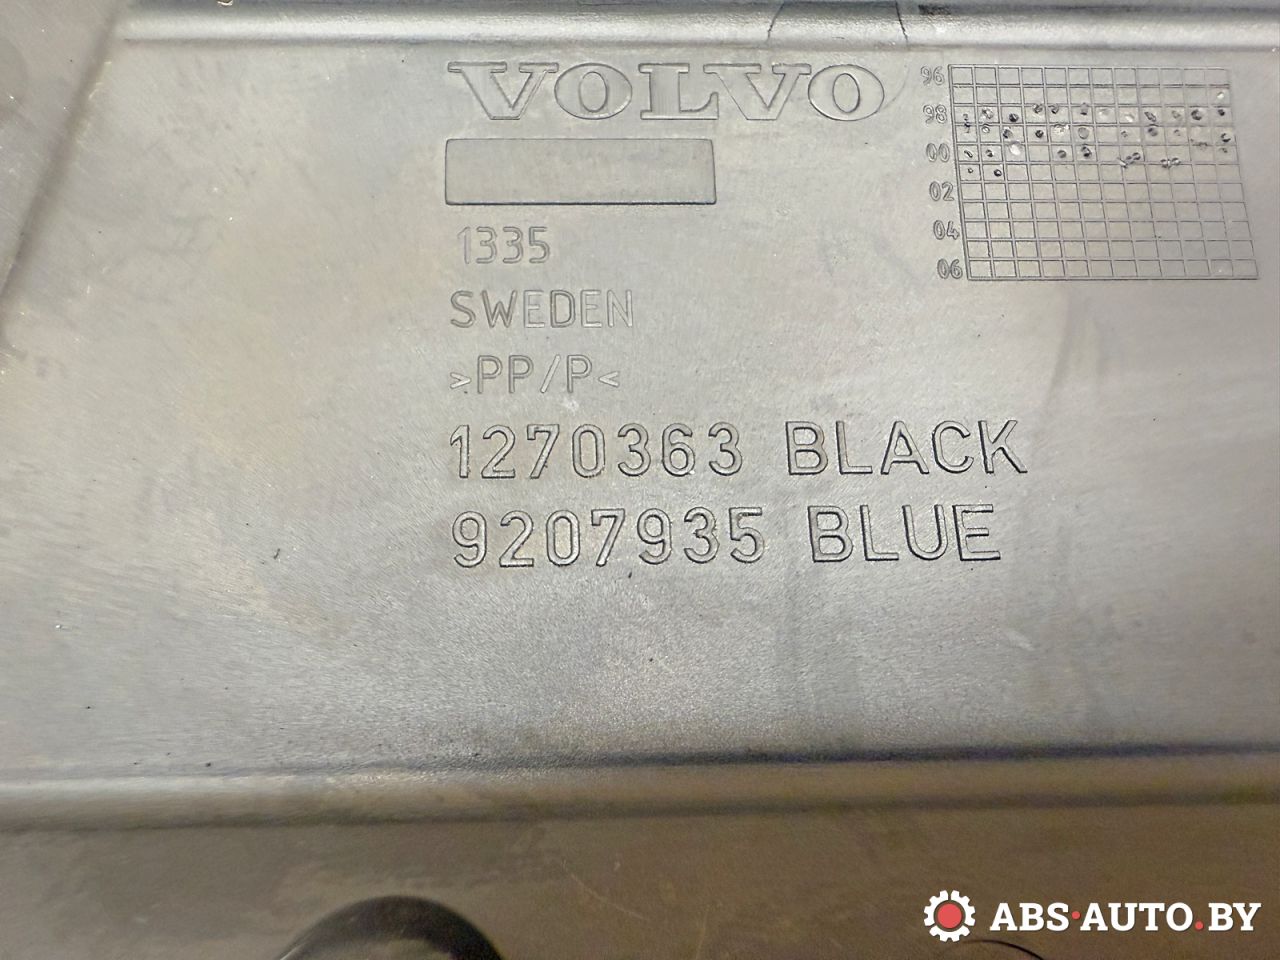 VOLVO
96
98
00
02
04
06
1335
SWEDEN
>PP/P<
1270363 BLACK
9207935 BLUE
ABS·AUTO.BY